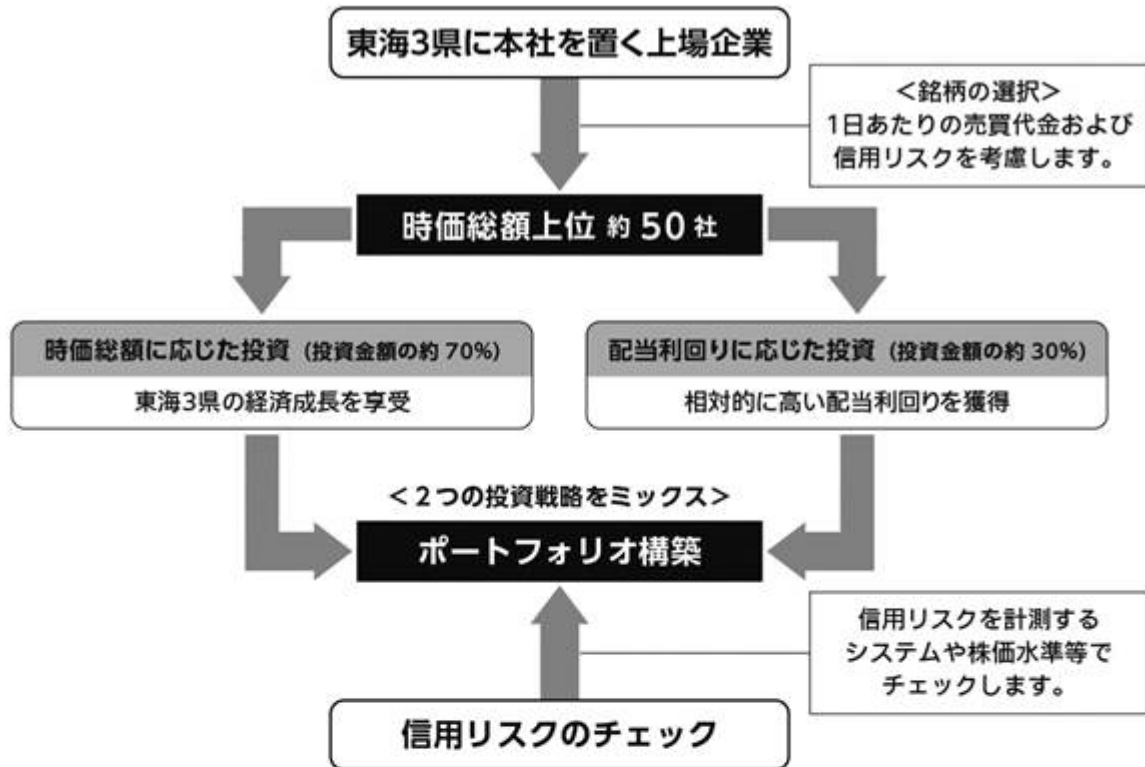 東海3県に本社を置く上場企業
＜銘柄の選択＞
1日あたりの売買代金および
信用リスクを考慮します。
時価総額上位 約 50 社
時価総額に応じた投資 (投資金額の約 70%)
東海3県の経済成長を享受
配当利回りに応じた投資 (投資金額の約 30%)
相対的に高い配当利回りを獲得
＜２つの投資戦略をミックス＞
ポートフォリオ構築
信用リスクを計測する
システムや株価水準等で
チェックします。
信用リスクのチェック